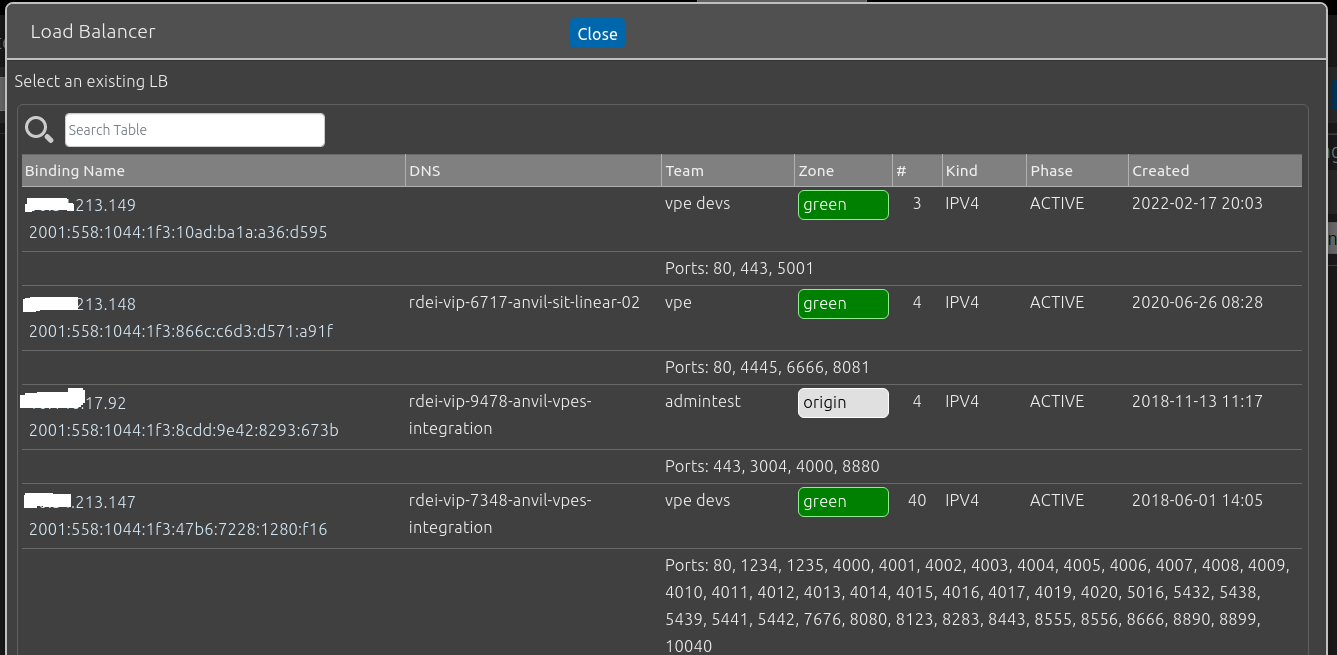 Load Balancer Close
Select an existing LB
Search Table
Binding Name DNS Team Zone # Kind Phase Created
213.149 vpe devs green 3 IPV4 ACTIVE 2022-02-17 20:03
2001:558:1044:1f3:10ad:ba1a:a36:d595
Ports: 80, 443, 5001
213.148 rdei-vip-6717-anvil-sit-linear-02 vpe green 4 IPV4 ACTIVE 2020-06-26 08:28
2001:558:1044:1f3:866c:c6d3:d571:a91f
Ports: 80, 4445, 6666, 8081
17.92 rdei-vip-9478-anvil-vpes- admintest origin 4 IPV4 ACTIVE 2018-11-13 11:17
2001:558:1044:1f3:8cdd:9e42:8293:673b integration
Ports: 443, 3004, 4000, 8880
.213.147 rdei-vip-7348-anvil-vpes- vpe devs green 40 IPV4 ACTIVE 2018-06-01 14:05
2001:558:1044:1f3:47b6:7228:1280:f16 integration
Ports: 80, 1234, 1235, 4000, 4001, 4002, 4003, 4004, 4005, 4006, 4007, 4008, 4009,
4010, 4011, 4012, 4013, 4014, 4015, 4016, 4017, 4019, 4020, 5016, 5432, 5438,
5439, 5441, 5442, 7676, 8080, 8123, 8283, 8443, 8555, 8556, 8666, 8890, 8899,
10040